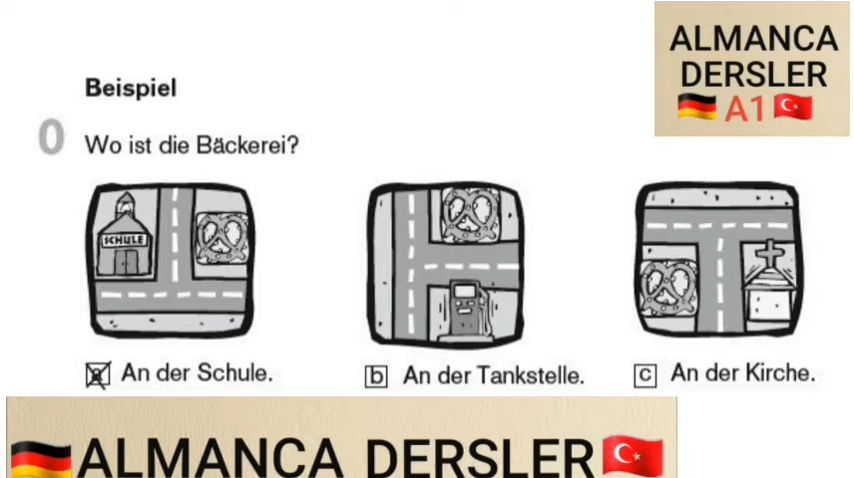 ALMANCA
DERSLER
A1
Beispiel
0 Wo ist die Bäckerei?
SCHULE
a An der Schule.
b An der Tankstelle.
c An der Kirche.
ALMANCA DERSLER